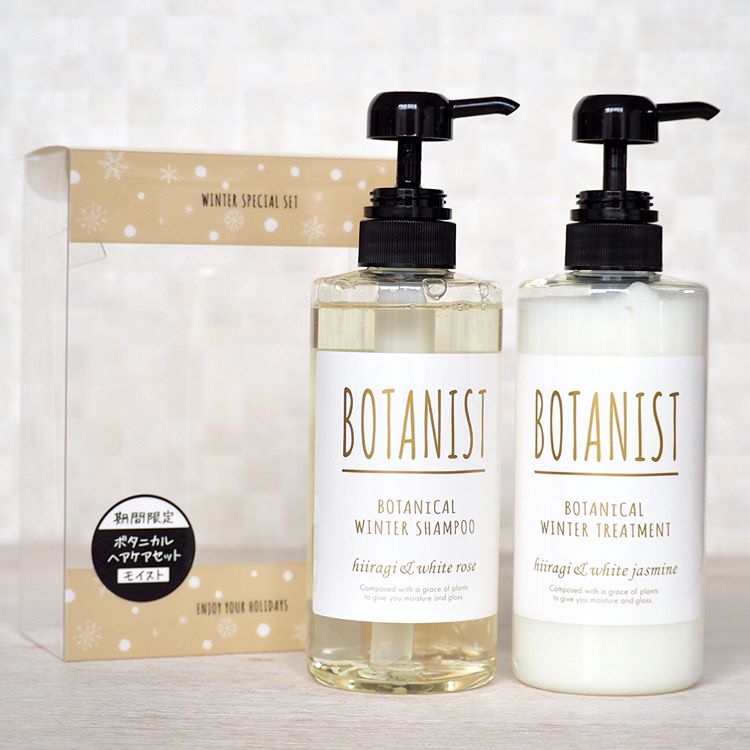 WINTER SPECIAL SET
期間限定
ボタニカル
ヘアケアセット
モイスト
ENJOY YOUR HOLIDAYS
BOTANIST
BOTANICAL
WINTER SHAMPOO
hiiragi & white rose
Composed with a grace of plants
to give you moisture and gloss.
BOTANIST
BOTANICAL
WINTER TREATMENT
hiiragi & white jasmine
Composed with a grace of plants
to give you moisture and gloss.